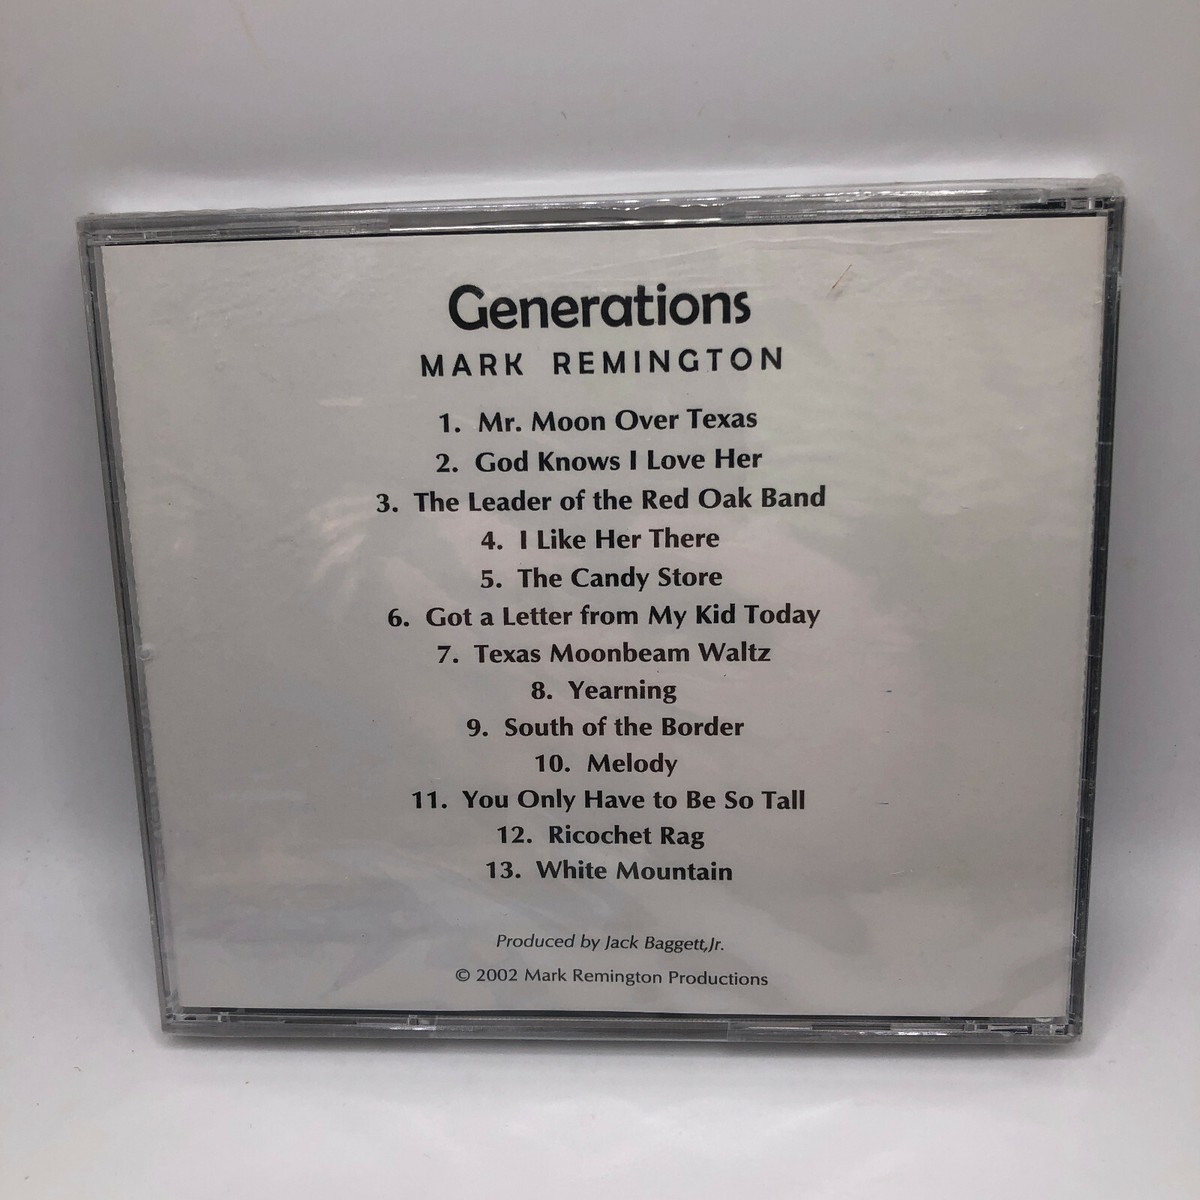 Generations
MARK REMINGTON
1. Mr. Moon Over Texas
2. God Knows I Love Her
3. The Leader of the Red Oak Band
4. I Like Her There
5. The Candy Store
6. Got a Letter from My Kid Today
7. Texas Moonbeam Waltz
8. Yearning
9. South of the Border
10. Melody
11. You Only Have to Be So Tall
12. Ricochet Rag
13. White Mountain
Produced by Jack Baggett,Jr.
© 2002 Mark Remington Productions